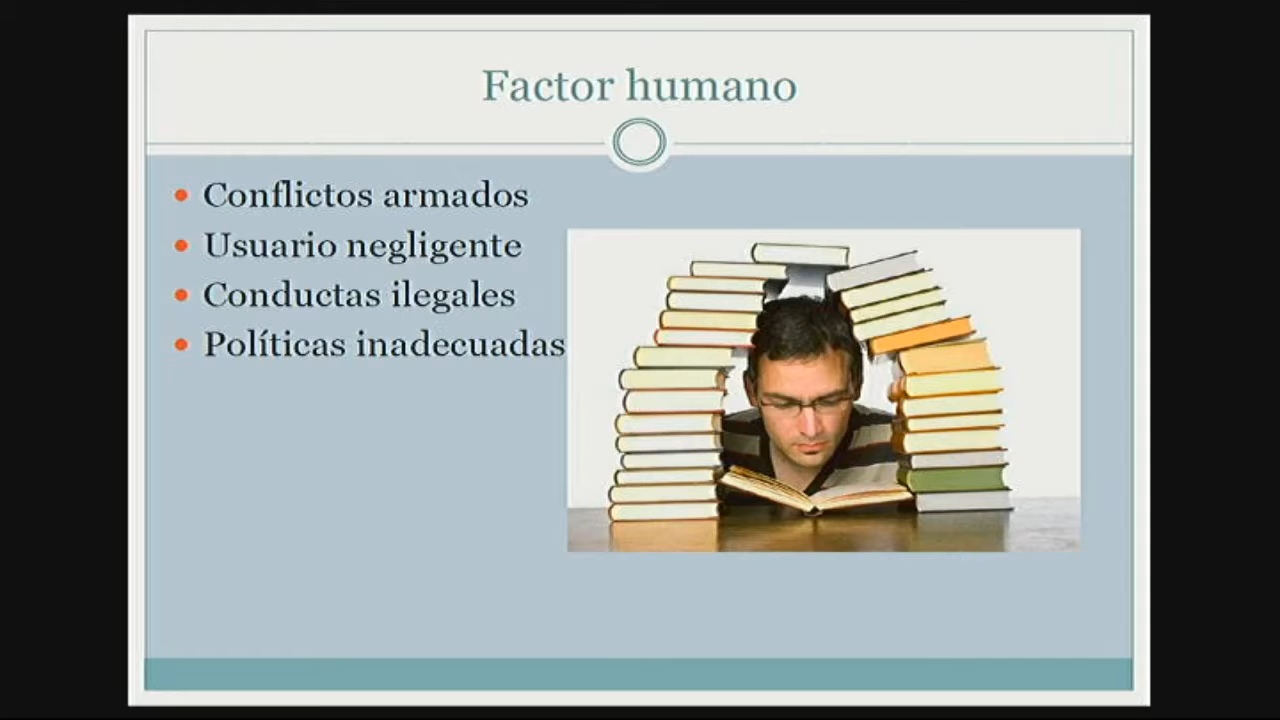 Factor humano
Conflictos armados
Usuario negligente
Conductas ilegales
Políticas inadecuadas